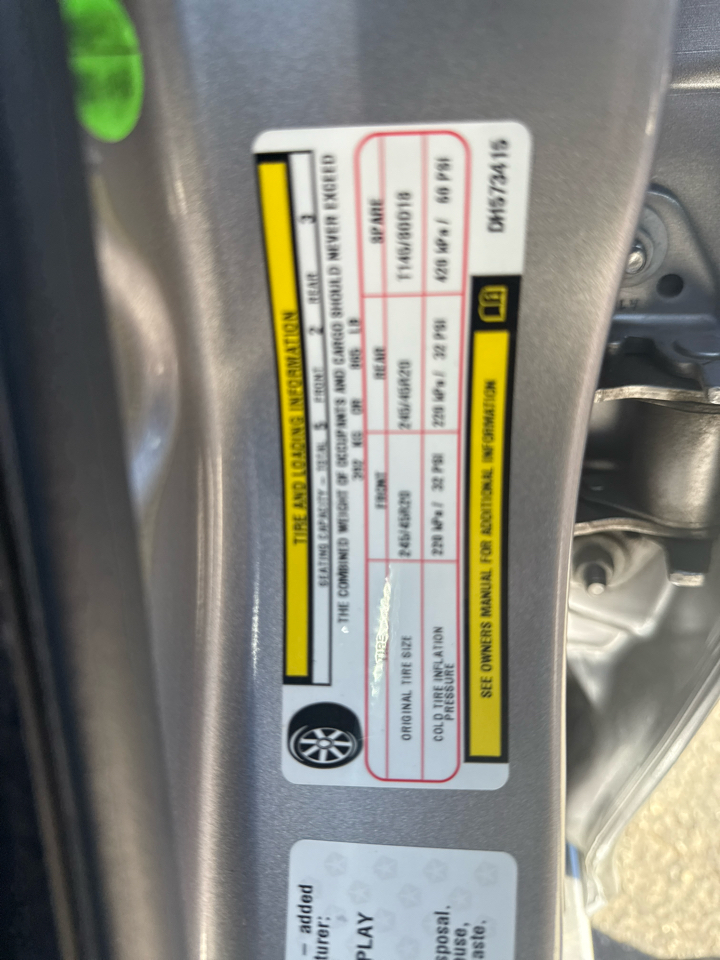 TIRE AND LOADING INFORMATION
SEATING CAPACITY - TOTAL 5 FRONT 2 REAR 3
THE COMBINED WEIGHT OF OCCUPANTS AND CARGO SHOULD NEVER EXCEED
KG OR 865 LB
FRONT REAR SPARE
ORIGINAL TIRE SIZE 245/45R20 245/45R20 T145/80D18
COLD TIRE INFLATION PRESSURE 220 kPa / 32 PSI 220 kPa / 32 PSI 420 kPa / 60 PSI
SEE OWNERS MANUAL FOR ADDITIONAL INFORMATION
DH573415
– added
turer:
PLAY
sposal.
use,
aste.